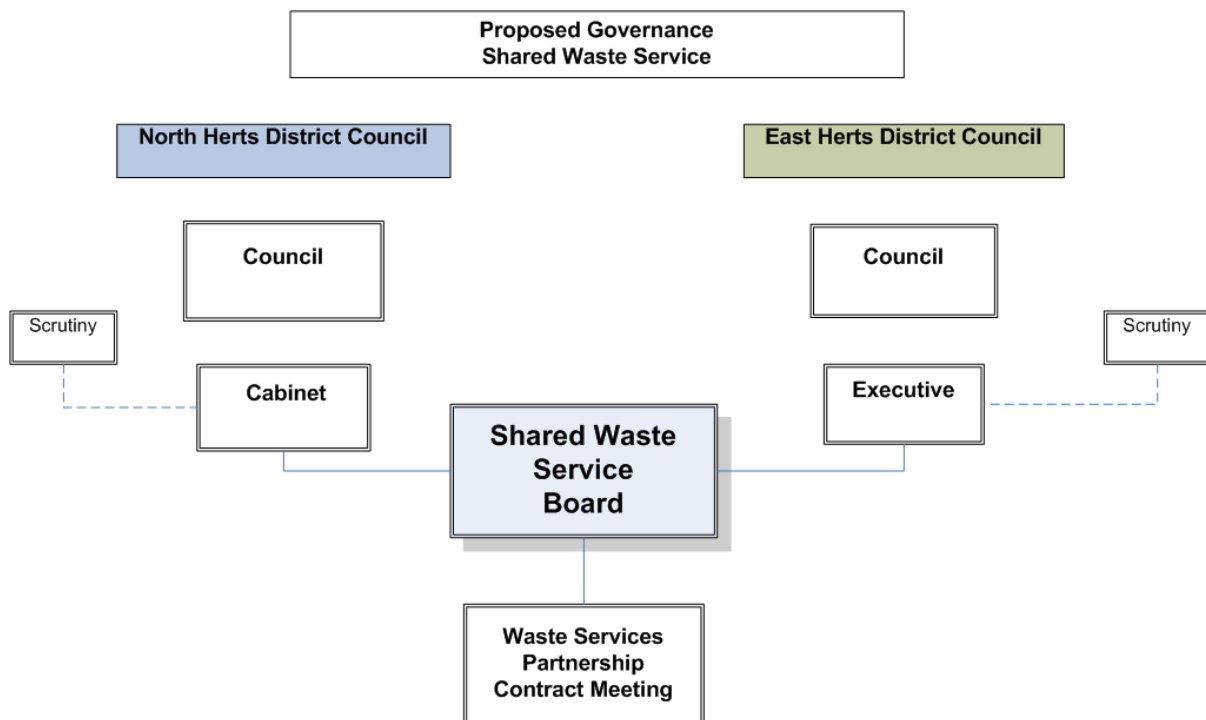 Proposed Governance
Shared Waste Service
North Herts District Council
East Herts District Council
Council
Council
Scrutiny
Scrutiny
Cabinet
Executive
Shared Waste
Service
Board
Waste Services
Partnership
Contract Meeting